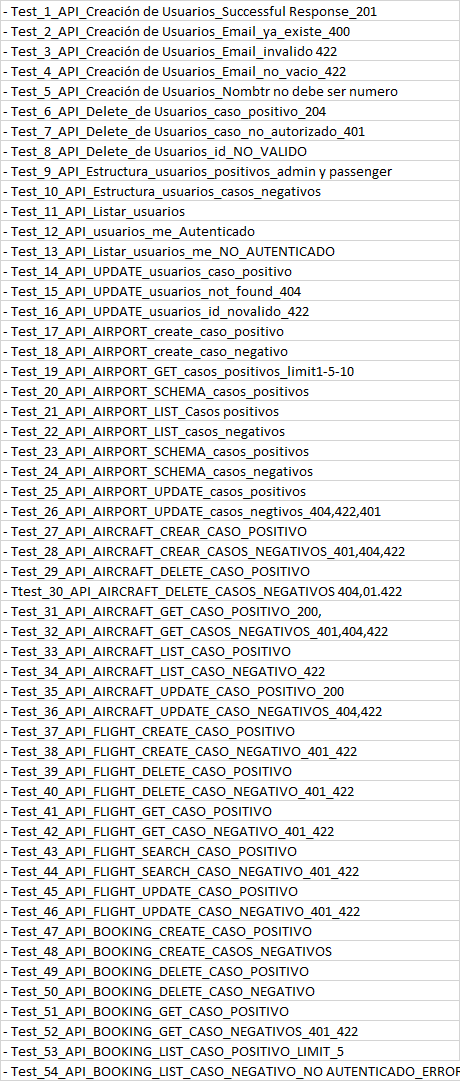 - Test_1_API_Creación de Usuarios_Successful Response_201
- Test_2_API_Creación de Usuarios_Email_ya_existe_400
- Test_3_API_Creación de Usuarios_Email_invalido 422
- Test_4_API_Creación de Usuarios_Email_no_vacio_422
- Test_5_API_Creación de Usuarios_Nombtr no debe ser numero
- Test_6_API_Delete_de Usuarios_caso_positivo_204
- Test_7_API_Delete_de Usuarios_caso_no_autorizado_401
- Test_8_API_Delete_de Usuarios_id_NO_VALIDO
- Test_9_API_Estructura_usuarios_positivos_admin y passenger
- Test_10_API_Estructura_usuarios_casos_negativos
- Test_11_API_Listar_usuarios
- Test_12_API_usuarios_me_Autenticado
- Test_13_API_Listar_usuarios_me_NO_AUTENTICADO
- Test_14_API_UPDATE_usuarios_caso_positivo
- Test_15_API_UPDATE_usuarios_not_found_404
- Test_16_API_UPDATE_usuarios_id_novalido_422
- Test_17_API_AIRPORT_create_caso_positivo
- Test_18_API_AIRPORT_create_caso_negativo
- Test_19_API_AIRPORT_GET_casos_positivos_limit1-5-10
- Test_20_API_AIRPORT_SCHEMA_casos_positivos
- Test_21_API_AIRPORT_LIST_Casos positivos
- Test_22_API_AIRPORT_LIST_casos_negativos
- Test_23_API_AIRPORT_SCHEMA_casos_positivos
- Test_24_API_AIRPORT_SCHEMA_casos_negativos
- Test_25_API_AIRPORT_UPDATE_casos_positivos
- Test_26_API_AIRPORT_UPDATE_casos_negtivos_404,422,401
- Test_27_API_AIRCRAFT_CREAR_CASO_POSITIVO
- Test_28_API_AIRCRAFT_CREAR_CASOS_NEGATIVOS_401,404,422
- Test_29_API_AIRCRAFT_DELETE_CASO_POSITIVO
- Ttest_30_API_AIRCRAFT_DELETE_CASOS_NEGATIVOS 404,01.422
- Test_31_API_AIRCRAFT_GET_CASO_POSITIVO_200,
- Test_32_API_AIRCRAFT_GET_CASOS_NEGATIVOS_401,404,422
- Test_33_API_AIRCRAFT_LIST_CASO_POSITIVO
- Test_34_API_AIRCRAFT_LIST_CASO_NEGATIVO_422
- Test_35_API_AIRCRAFT_UPDATE_CASO_POSITIVO_200
- Test_36_API_AIRCRAFT_UPDATE_CASO_NEGATIVOS_404,422
- Test_37_API_FLIGHT_CREATE_CASO_POSITIVO
- Test_38_API_FLIGHT_CREATE_CASO_NEGATIVO_401_422
- Test_39_API_FLIGHT_DELETE_CASO_POSITIVO
- Test_40_API_FLIGHT_DELETE_CASO_NEGATIVO_401_422
- Test_41_API_FLIGHT_GET_CASO_POSITIVO
- Test_42_API_FLIGHT_GET_CASO_NEGATIVO_401_422
- Test_43_API_FLIGHT_SEARCH_CASO_POSITIVO
- Test_44_API_FLIGHT_SEARCH_CASO_NEGATIVO_401_422
- Test_45_API_FLIGHT_UPDATE_CASO_POSITIVO
- Test_46_API_FLIGHT_UPDATE_CASO_NEGATIVO_401_422
- Test_47_API_BOOKING_CREATE_CASO_POSITIVO
- Test_48_API_BOOKING_CREATE_CASOS_NEGATIVOS
- Test_49_API_BOOKING_DELETE_CASO_POSITIVO
- Test_50_API_BOOKING_DELETE_CASO_NEGATIVO
- Test_51_API_BOOKING_GET_CASO_POSITIVO
- Test_52_API_BOOKING_GET_CASO_NEGATIVOS_401_422
- Test_53_API_BOOKING_LIST_CASO_POSITIVO_LIMIT_5
- Test_54_API_BOOKING_LIST_CASO_NEGATIVO_NO AUTENTICADO_ERROF